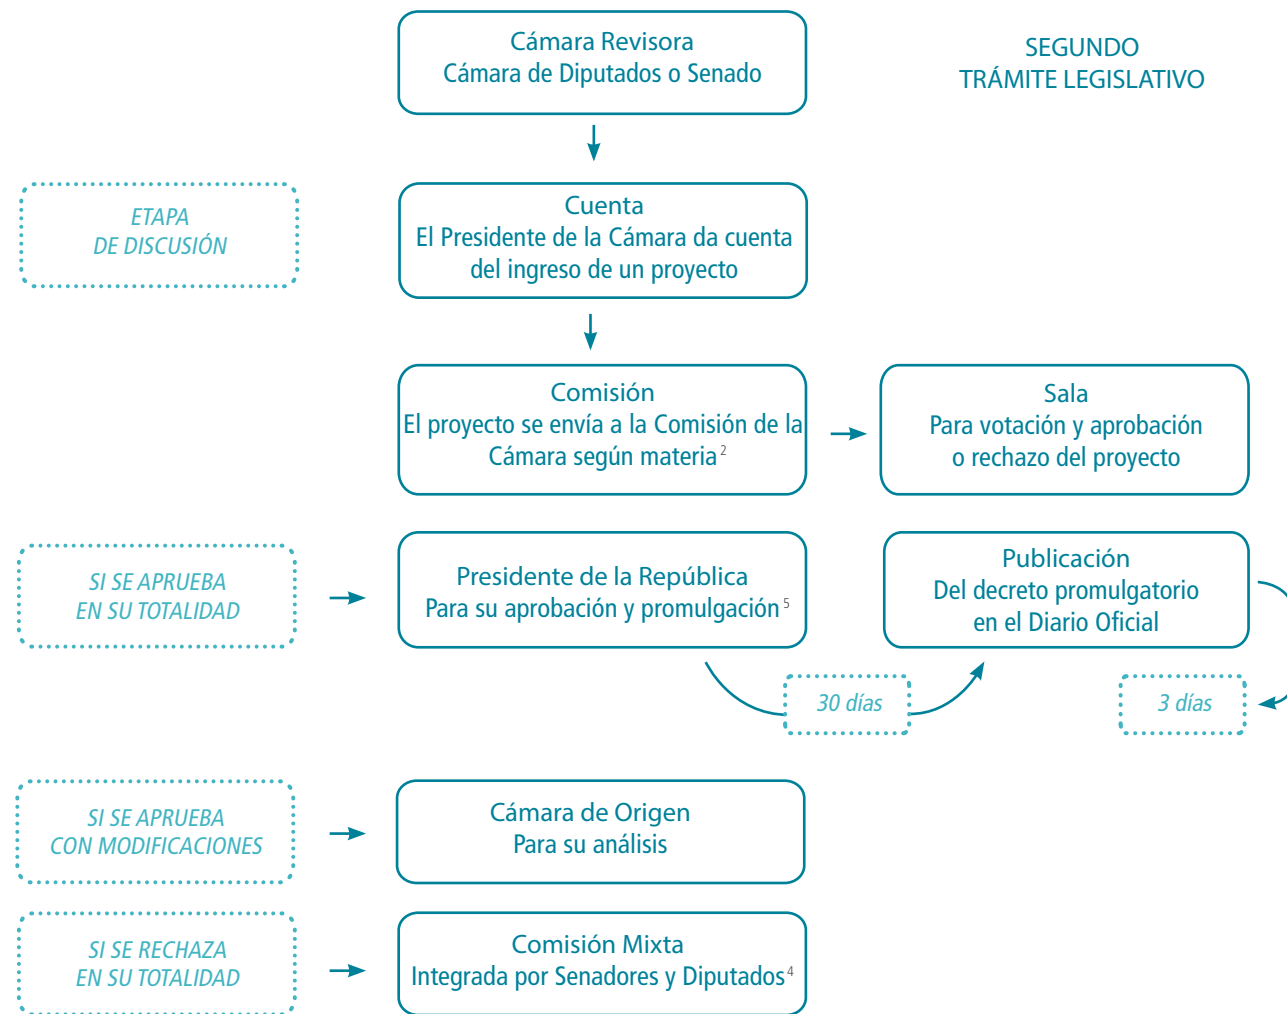 Cámara Revisora
Cámara de Diputados o Senado
SEGUNDO
TRÁMITE LEGISLATIVO
ETAPA
DE DISCUSIÓN
Cuenta
El Presidente de la Cámara da cuenta
del ingreso de un proyecto
Comisión
El proyecto se envía a la Comisión de la
Cámara según materia 2
Sala
Para votación y aprobación
o rechazo del proyecto
SI SE APRUEBA
EN SU TOTALIDAD
Presidente de la República
Para su aprobación y promulgación 5
Publicación
Del decreto promulgatorio
en el Diario Oficial
30 días
3 días
SI SE APRUEBA
CON MODIFICACIONES
Cámara de Origen
Para su análisis
SI SE RECHAZA
EN SU TOTALIDAD
Comisión Mixta
Integrada por Senadores y Diputados 4